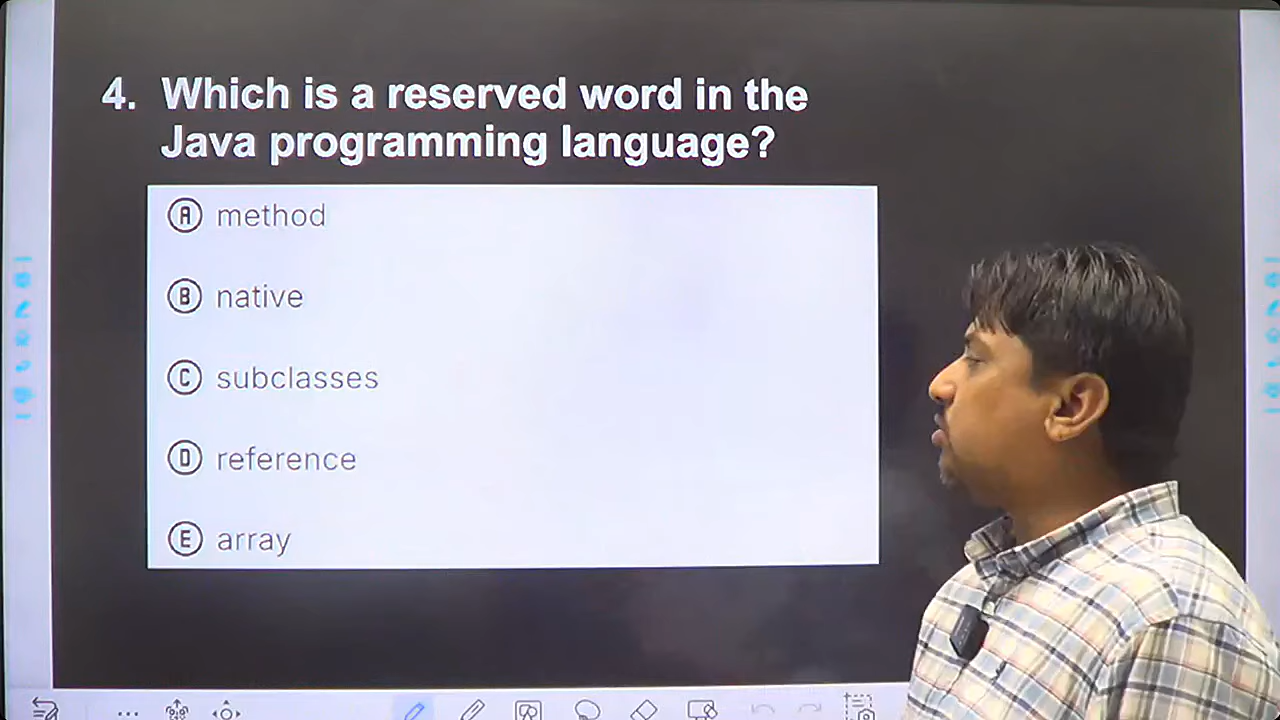 4. Which is a reserved word in the
Java programming language?
A method
B native
C subclasses
D reference
E array